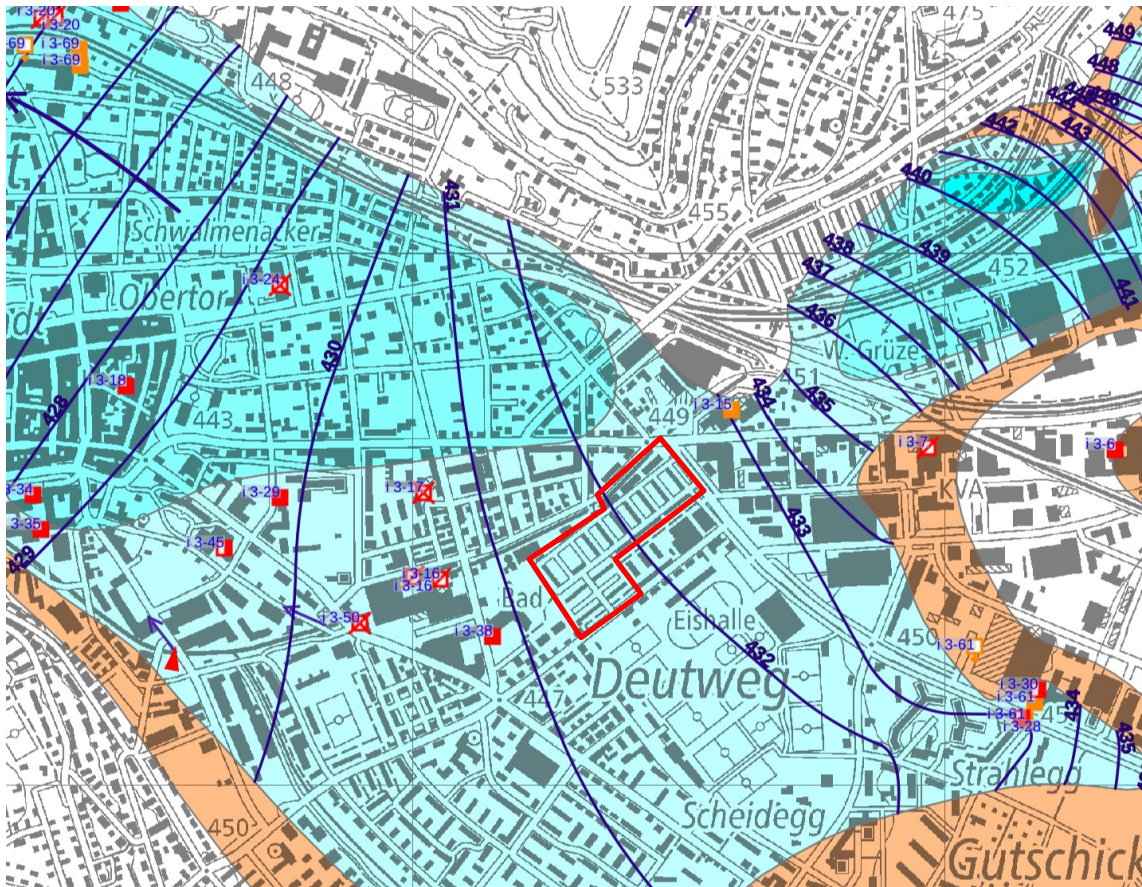 i 3-20
i 3-20
475
449
69
i 3-69
i 3-69
448
448
533
442
443
440
455
431
Schwalmenacker
438
439
452
437
i 3-24
441
Obertor
436
430
W. Grüze
i 3-18
451
435
434
428
443
449
i 3-15
i 3-7
i 3-6
KVA
3-34
i 3-29
i 3-17
433
3-35
i 3-45
429
i 3-16
i 3-16
Bad
i 3-50
Eishalle
i 3-38
450
i 3-61
432
Deutweg
447
i 3-30
i 3-61
i 3-61
i 3-28
434
435
Strahlegg
Scheidegg
450
Gutschick